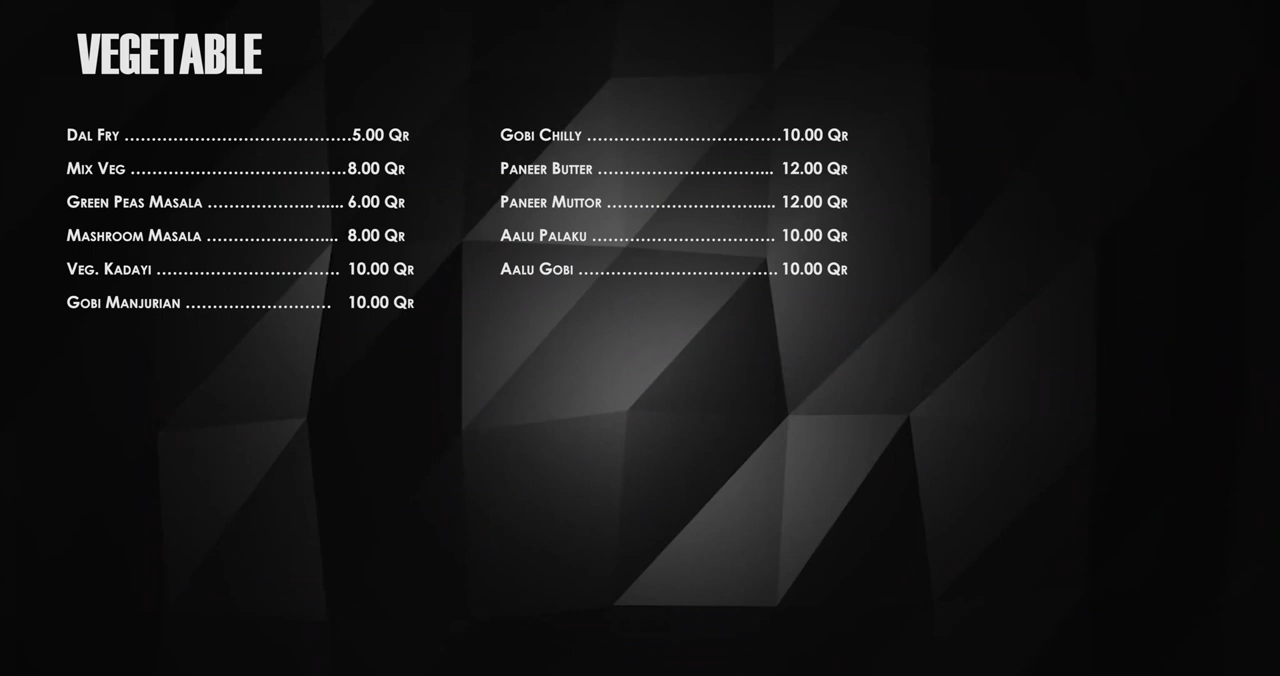 VEGETABLE
Dal Fry ……………………………………5.00 Qr
Mix Veg ………………………………….8.00 Qr
Green Peas Masala ……………….. …... 6.00 Qr
Mashroom Masala …………………....  8.00 Qr
Veg. Kadayi …………………………….  10.00 Qr
Gobi Manjurian ………………………  10.00 Qr
Gobi Chilly ………………………………10.00 Qr
Paneer Butter …………………………...  12.00 Qr
Paneer Muttor ………………………..... 12.00 Qr
Aalu Palaku ……………………………. 10.00 Qr
Aalu Gobi ………………………………. 10.00 Qr